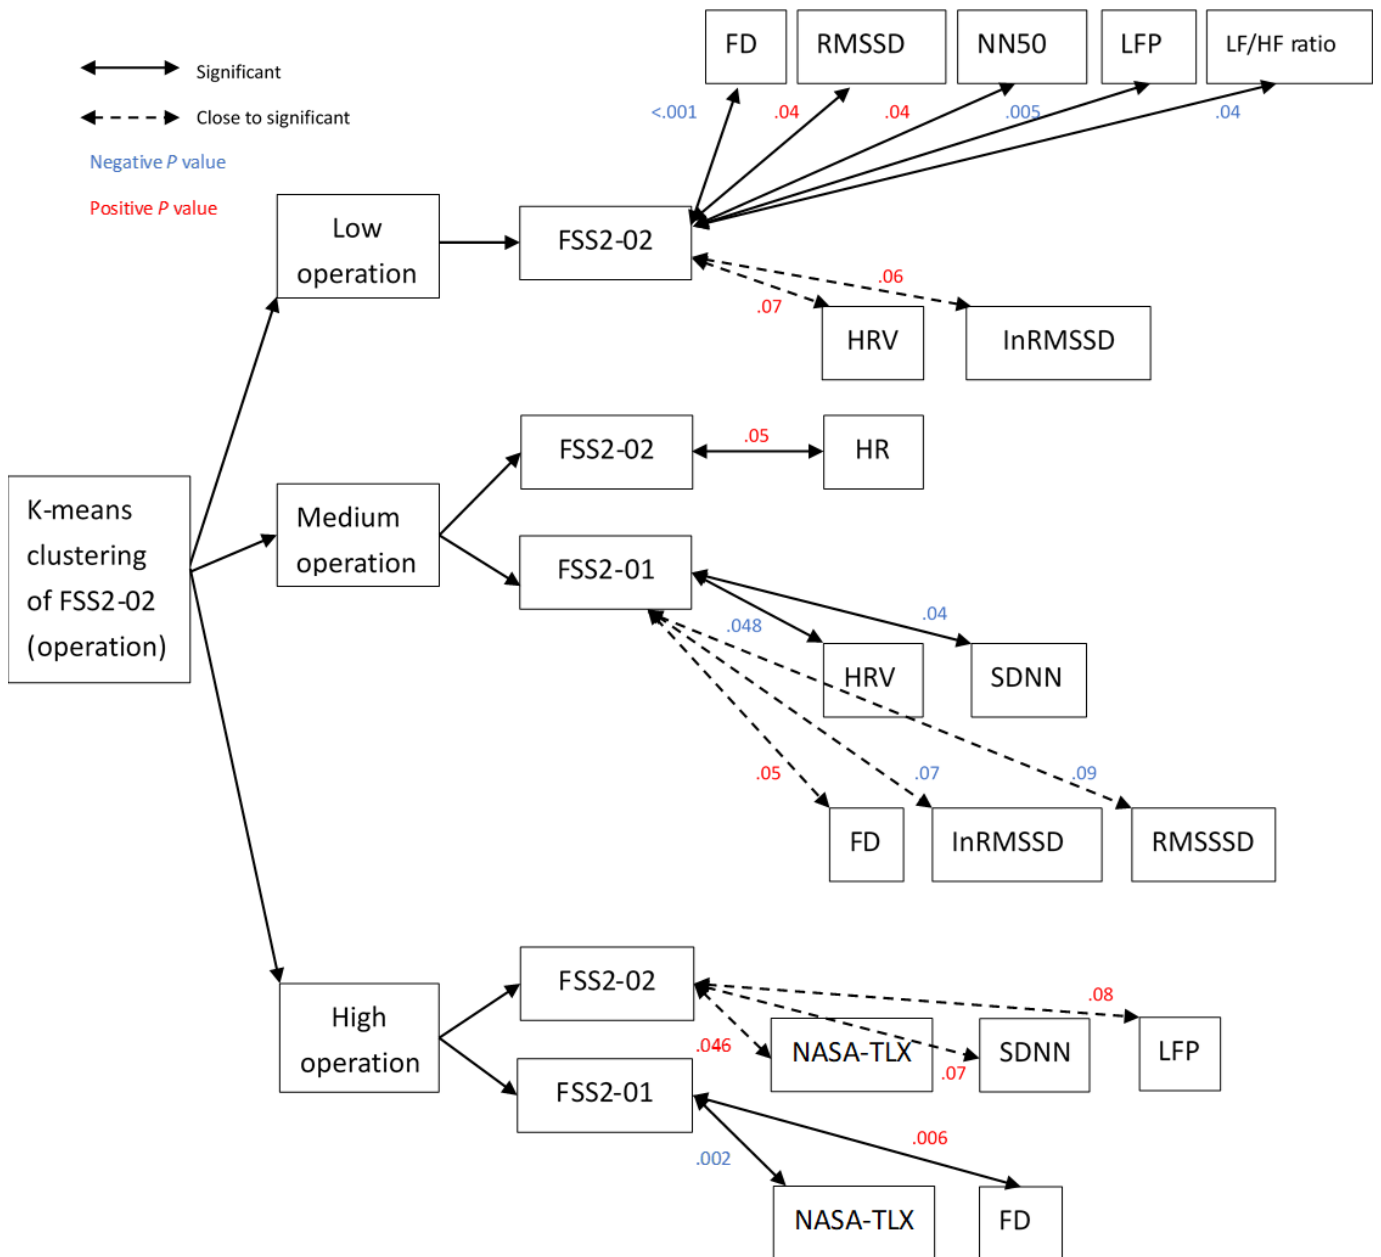 FD
RMSSD
NN50
LFP
LF/HF ratio
Significant
Close to significant
Negative P value
Positive P value
<.001
.04
.04
.005
.04
Low
operation
FSS2-02
.06
.07
HRV
InRMSSD
FSS2-02
.05
HR
K-means
clustering
of FSS2-02
(operation)
Medium
operation
FSS2-01
.048
.04
HRV
SDNN
.05
.07
.09
FD
InRMSSD
RMSSSD
High
operation
FSS2-02
.08
.046
.07
NASA-TLX
SDNN
LFP
FSS2-01
.002
.006
NASA-TLX
FD